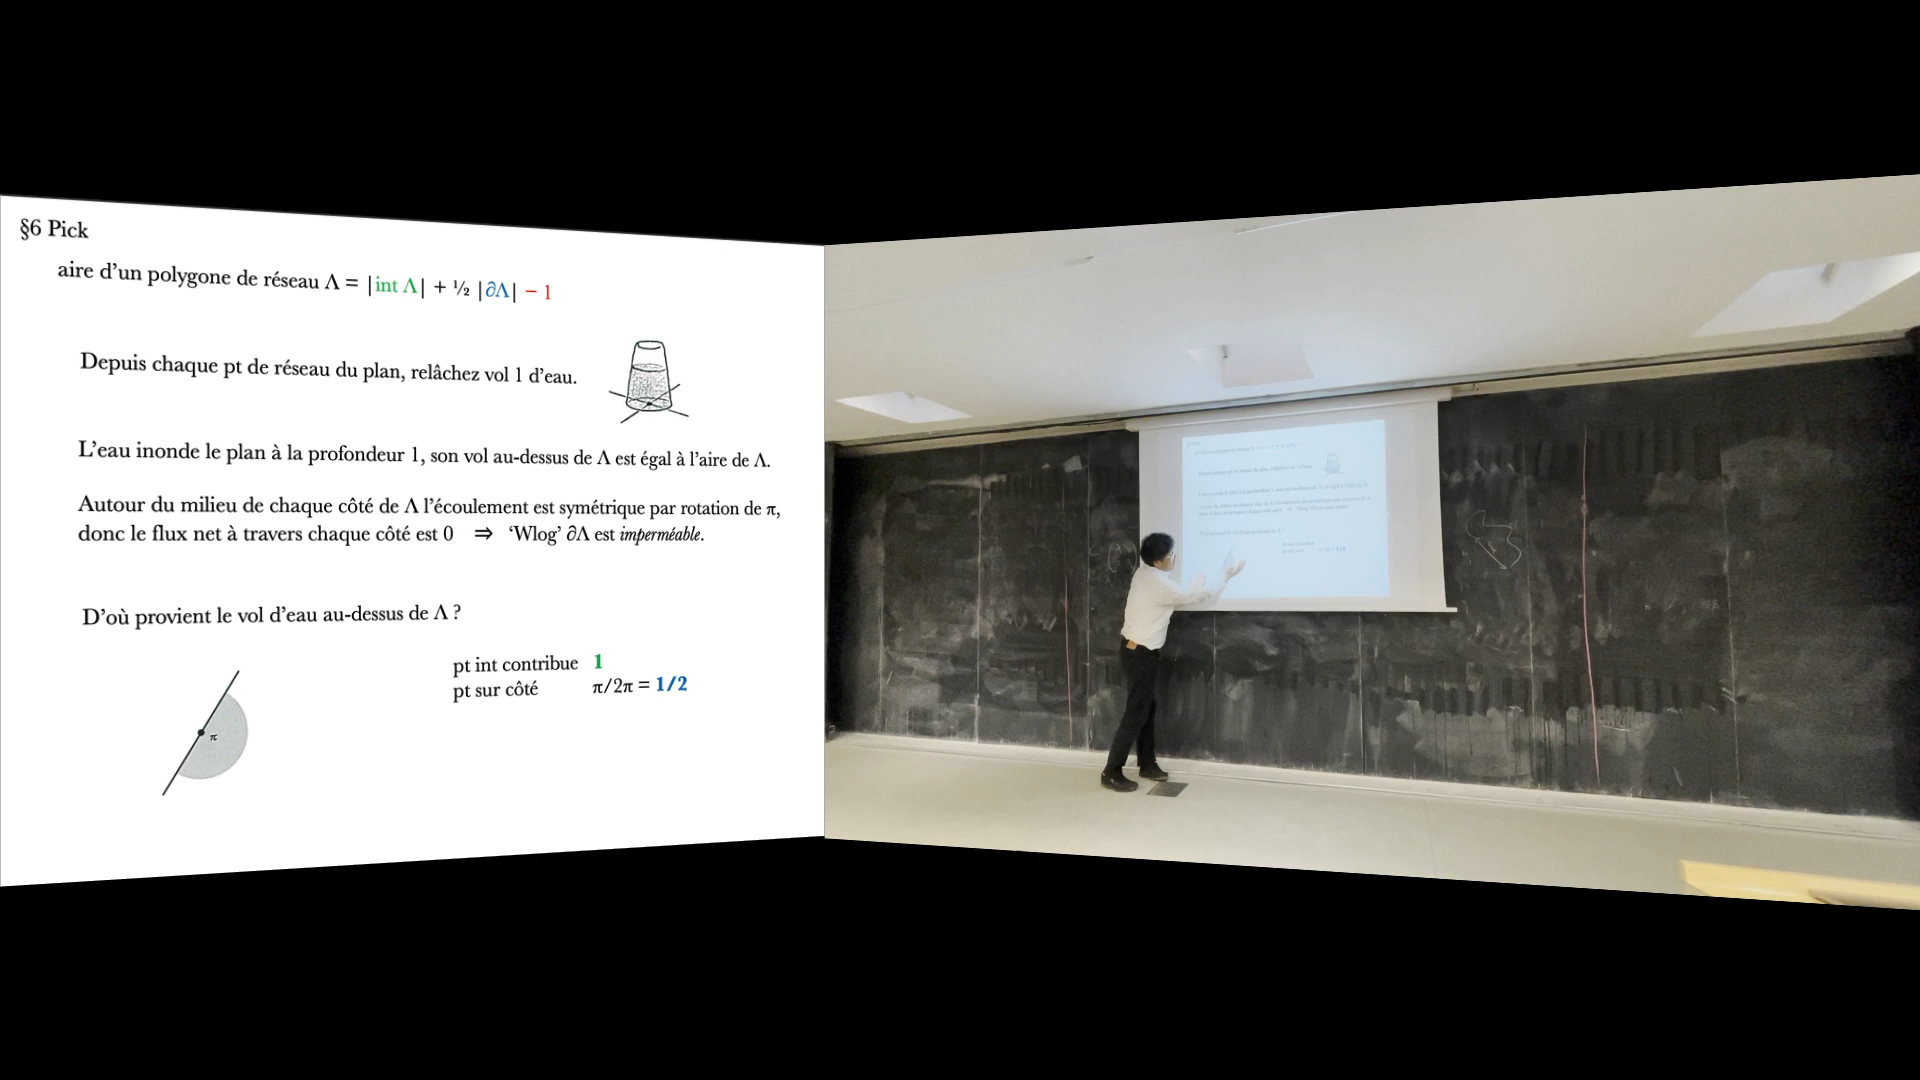 §6 Pick
aire d'un polygone de réseau Λ = |int Λ| + ½ |∂Λ| − 1
Depuis chaque pt de réseau du plan, relâchez vol 1 d'eau.
L'eau inonde le plan à la profondeur 1, son vol au-dessus de Λ est égal à l'aire de Λ.
Autour du milieu de chaque côté de Λ l'écoulement est symétrique par rotation de π,
donc le flux net à travers chaque côté est 0 ⇒ 'Wlog' ∂Λ est imperméable.
D'où provient le vol d'eau au-dessus de Λ ?
pt int contribue 1
pt sur côté π/2π = 1/2
π